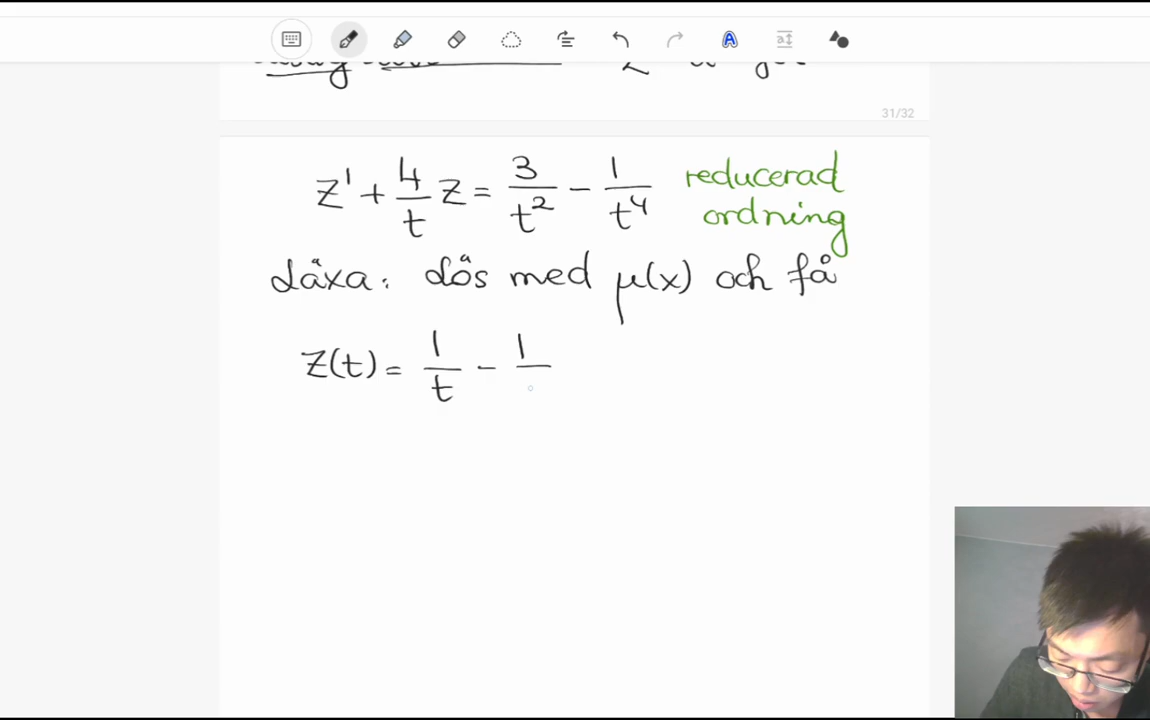 31/32
z' + 4/t z = 3/t² - 1/t⁴ reducerad
ordning
Läxa: Lös med μ(x) och få
z(t) = 1/t - 1/